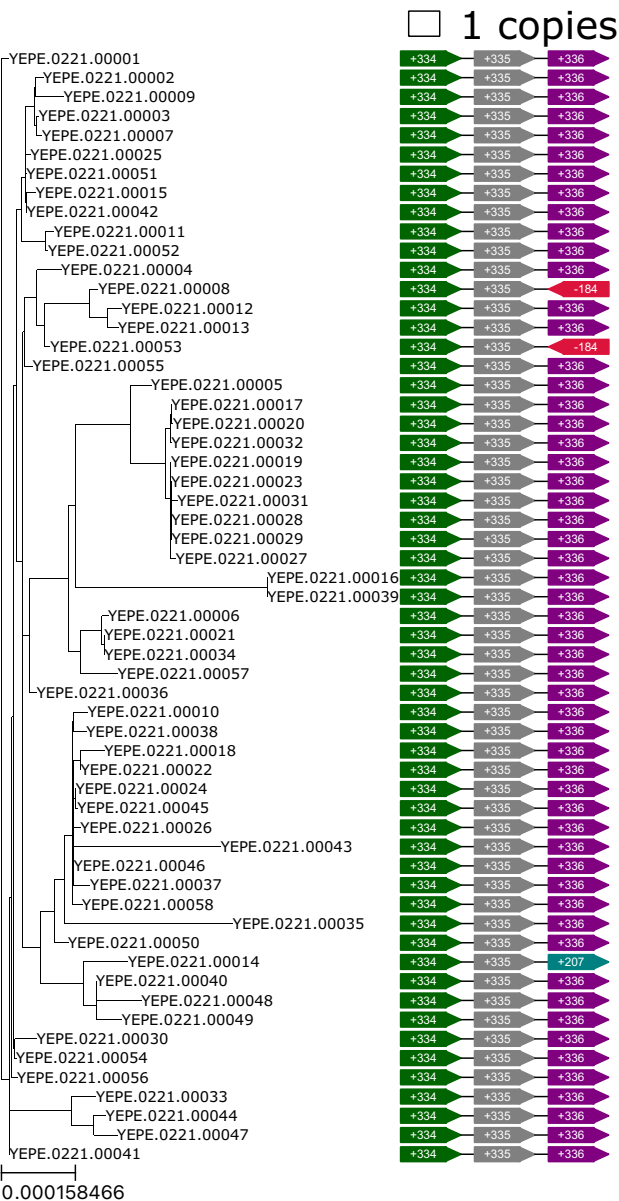 1 copies
YEPE.0221.00001 +334 +335 +336
YEPE.0221.00002 +334 +335 +336
YEPE.0221.00009 +334 +335 +336
YEPE.0221.00003 +334 +335 +336
YEPE.0221.00007 +334 +335 +336
YEPE.0221.00025 +334 +335 +336
YEPE.0221.00051 +334 +335 +336
YEPE.0221.00015 +334 +335 +336
YEPE.0221.00042 +334 +335 +336
YEPE.0221.00011 +334 +335 +336
YEPE.0221.00052 +334 +335 +336
YEPE.0221.00004 +334 +335 +336
YEPE.0221.00008 +334 +335 -184
YEPE.0221.00012 +334 +335 +336
YEPE.0221.00013 +334 +335 +336
YEPE.0221.00053 +334 +335 -184
YEPE.0221.00055 +334 +335 +336
YEPE.0221.00005 +334 +335 +336
YEPE.0221.00017 +334 +335 +336
YEPE.0221.00020 +334 +335 +336
YEPE.0221.00032 +334 +335 +336
YEPE.0221.00019 +334 +335 +336
YEPE.0221.00023 +334 +335 +336
YEPE.0221.00031 +334 +335 +336
YEPE.0221.00028 +334 +335 +336
YEPE.0221.00029 +334 +335 +336
YEPE.0221.00027 +334 +335 +336
YEPE.0221.00016 +334 +335 +336
YEPE.0221.00039 +334 +335 +336
YEPE.0221.00006 +334 +335 +336
YEPE.0221.00021 +334 +335 +336
YEPE.0221.00034 +334 +335 +336
YEPE.0221.00057 +334 +335 +336
YEPE.0221.00036 +334 +335 +336
YEPE.0221.00010 +334 +335 +336
YEPE.0221.00038 +334 +335 +336
YEPE.0221.00018 +334 +335 +336
YEPE.0221.00022 +334 +335 +336
YEPE.0221.00024 +334 +335 +336
YEPE.0221.00045 +334 +335 +336
YEPE.0221.00026 +334 +335 +336
YEPE.0221.00043 +334 +335 +336
YEPE.0221.00046 +334 +335 +336
YEPE.0221.00037 +334 +335 +336
YEPE.0221.00058 +334 +335 +336
YEPE.0221.00035 +334 +335 +336
YEPE.0221.00050 +334 +335 +336
YEPE.0221.00014 +334 +335 +207
YEPE.0221.00040 +334 +335 +336
YEPE.0221.00048 +334 +335 +336
YEPE.0221.00049 +334 +335 +336
YEPE.0221.00030 +334 +335 +336
YEPE.0221.00054 +334 +335 +336
YEPE.0221.00056 +334 +335 +336
YEPE.0221.00033 +334 +335 +336
YEPE.0221.00044 +334 +335 +336
YEPE.0221.00047 +334 +335 +336
YEPE.0221.00041 +334 +335 +336
0.000158466